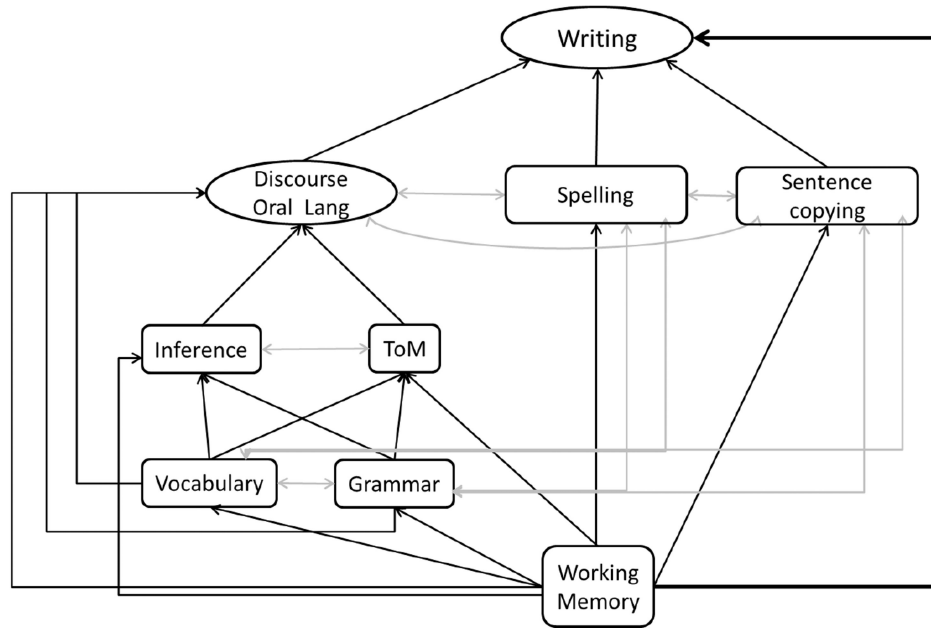 Writing
Discourse
Oral Lang
Spelling
Sentence
copying
Inference
ToM
Vocabulary
Grammar
Working
Memory